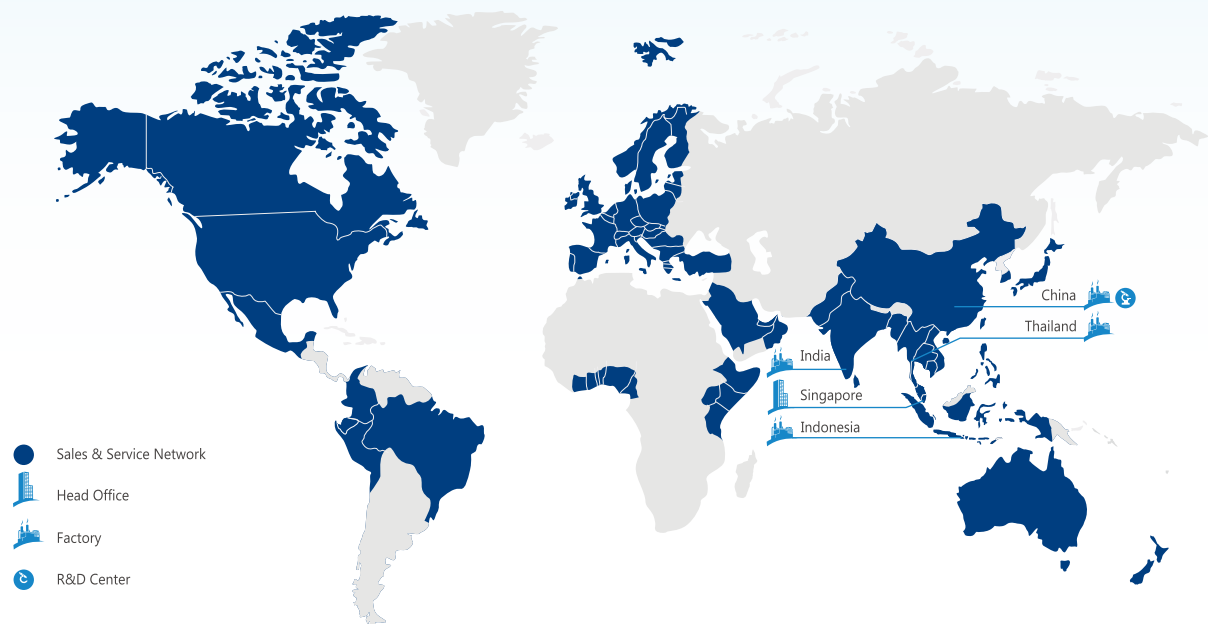 China
Thailand
India
Singapore
Indonesia
Sales & Service Network
Head Office
Factory
R&D Center